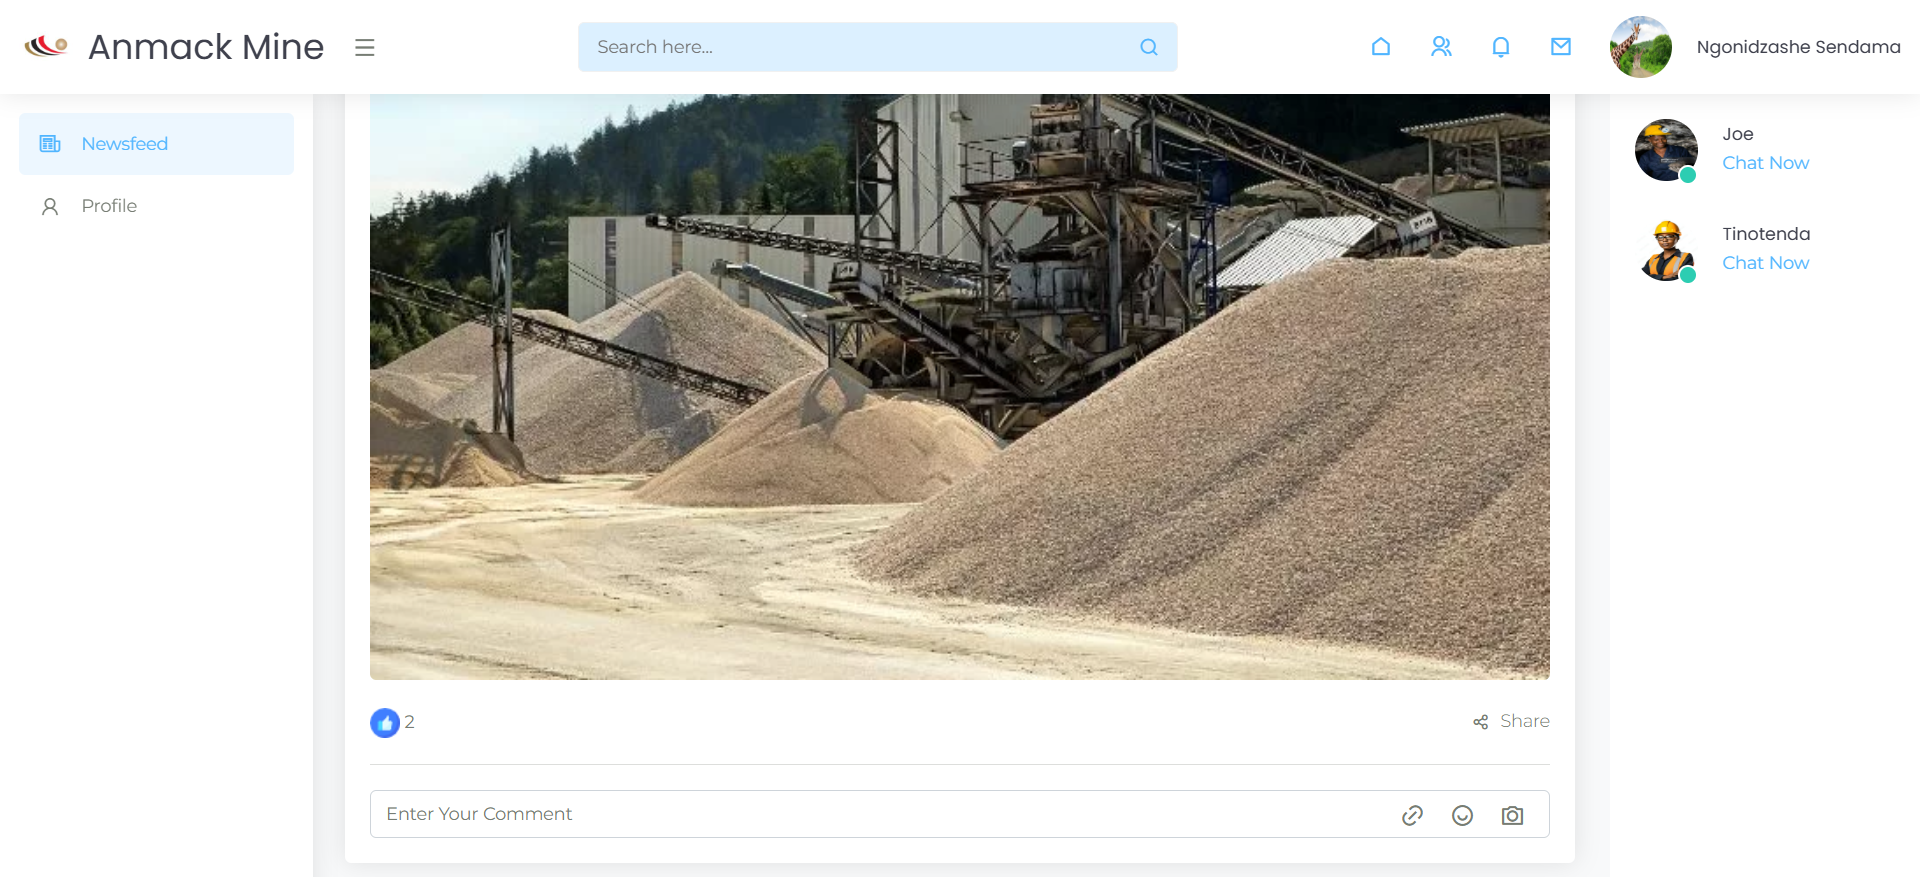 Anmack Mine
Search here...
Ngonidzashe Sendama
Newsfeed
Profile
Joe
Chat Now
Tinotenda
Chat Now
2
Share
Enter Your Comment